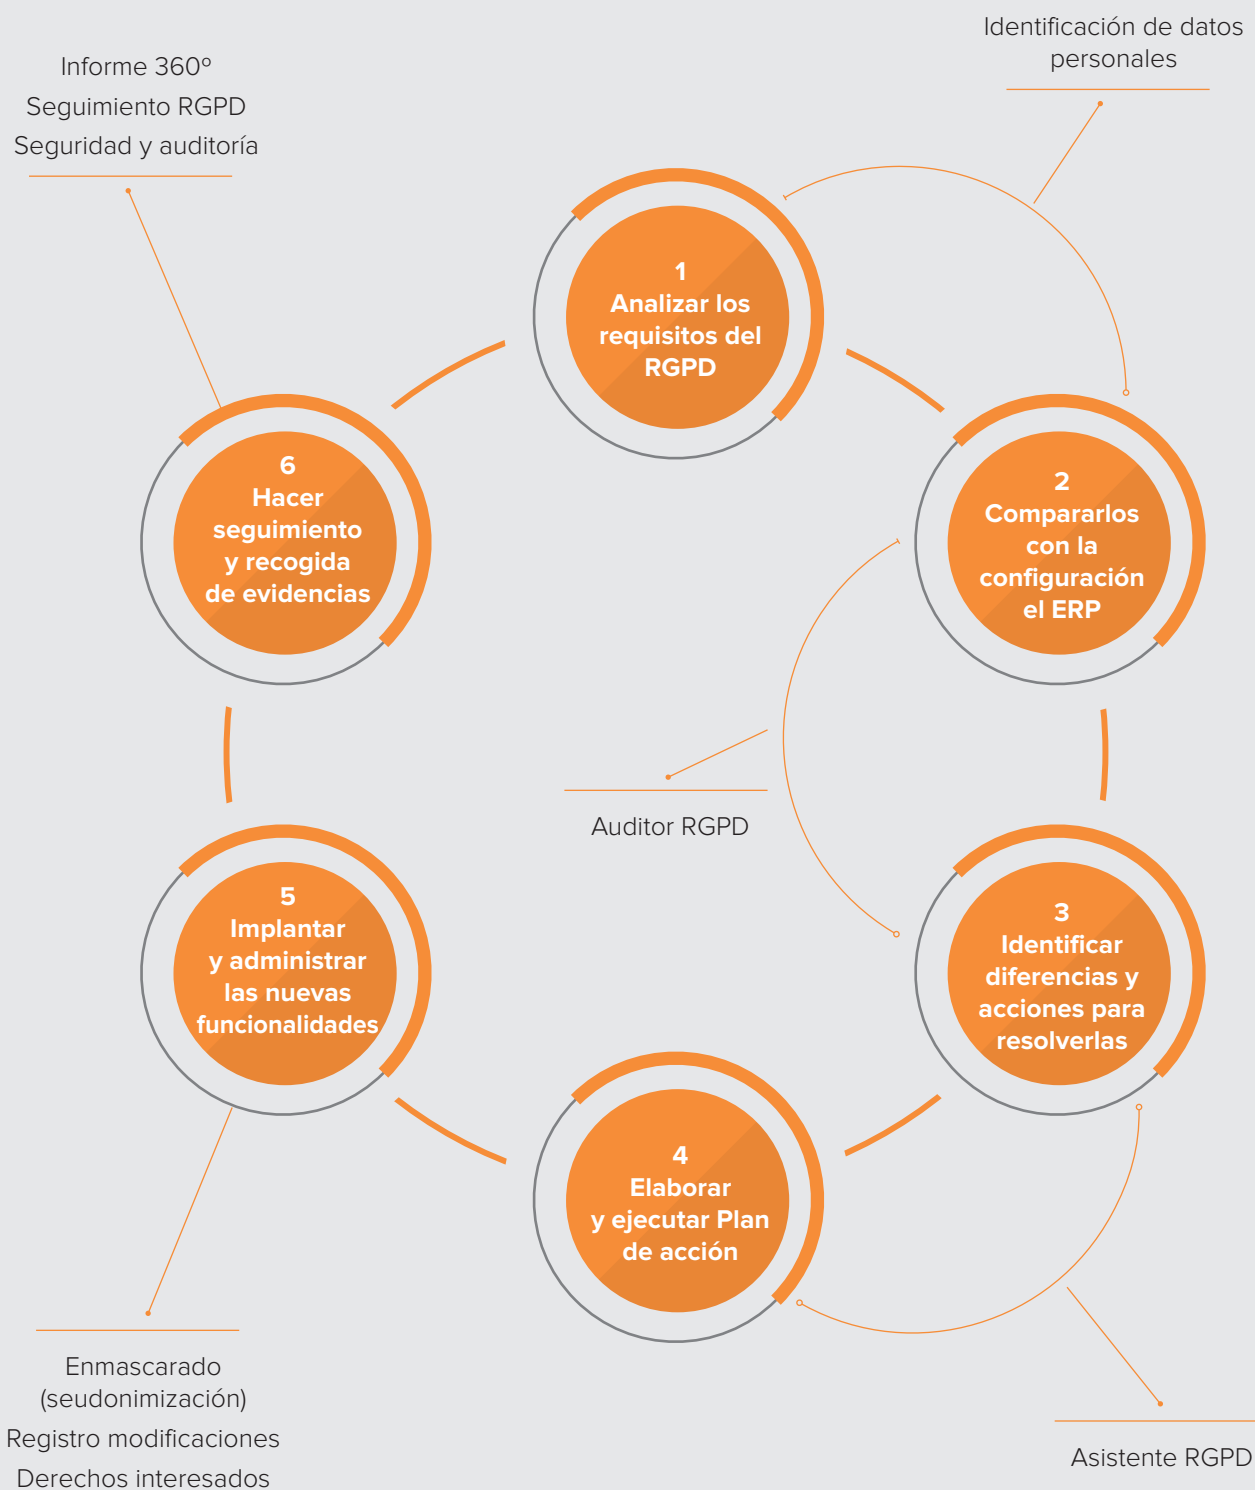 Identificación de datos
personales
Informe 360º
Seguimiento RGPD
Seguridad y auditoría
1
Analizar los
requisitos del
RGPD
2
Compararlos
con la
configuración
el ERP
3
Identificar
diferencias y
acciones para
resolverlas
4
Elaborar
y ejecutar Plan
de acción
5
Implantar
y administrar
las nuevas
funcionalidades
6
Hacer
seguimiento
y recogida
de evidencias
Auditor RGPD
Enmascarado
(seudonimización)
Registro modificaciones
Derechos interesados
Asistente RGPD